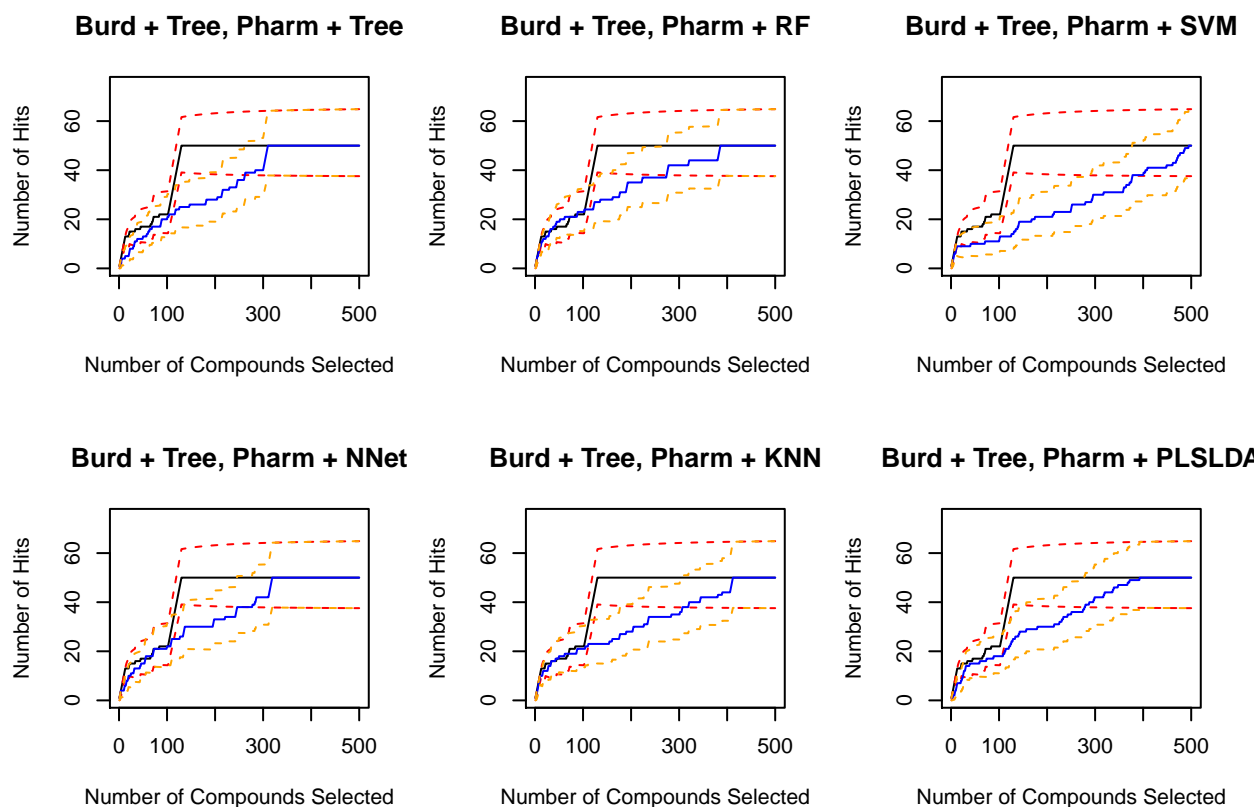 Burd + Tree, Pharm + Tree
Number of Hits
0 20 40 60
0 100 300 500
Number of Compounds Selected
Burd + Tree, Pharm + RF
Number of Hits
0 20 40 60
0 100 300 500
Number of Compounds Selected
Burd + Tree, Pharm + SVM
Number of Hits
0 20 40 60
0 100 300 500
Number of Compounds Selected
Burd + Tree, Pharm + NNet
Number of Hits
0 20 40 60
0 100 300 500
Number of Compounds Selected
Burd + Tree, Pharm + KNN
Number of Hits
0 20 40 60
0 100 300 500
Number of Compounds Selected
Burd + Tree, Pharm + PLSLDA
Number of Hits
0 20 40 60
0 100 300 500
Number of Compounds Selected